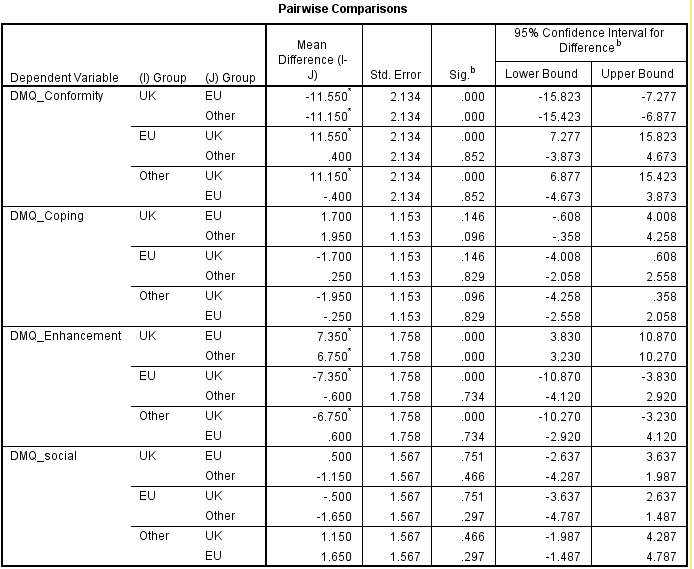 Pairwise Comparisons
95% Confidence Interval for
Mean Difference^b
Difference (I-
Dependent Variable (I) Group (J) Group J) Std. Error Sig.^b Lower Bound Upper Bound
DMQ_Conformity UK EU -11.550* 2.134 .000 -15.823 -7.277
Other -11.150* 2.134 .000 -15.423 -6.877
EU UK 11.550* 2.134 .000 7.277 15.823
Other .400 2.134 .852 -3.873 4.673
Other UK 11.150* 2.134 .000 6.877 15.423
EU -.400 2.134 .852 -4.673 3.873
DMQ_Coping UK EU 1.700 1.153 .146 -.608 4.008
Other 1.950 1.153 .096 -.358 4.258
EU UK -1.700 1.153 .146 -4.008 .608
Other .250 1.153 .829 -2.058 2.558
Other UK -1.950 1.153 .096 -4.258 .358
EU -.250 1.153 .829 -2.558 2.058
DMQ_Enhancement UK EU 7.350* 1.758 .000 3.830 10.870
Other 6.750* 1.758 .000 3.230 10.270
EU UK -7.350* 1.758 .000 -10.870 -3.830
Other -.600 1.758 .734 -4.120 2.920
Other UK -6.750* 1.758 .000 -10.270 -3.230
EU .600 1.758 .734 -2.920 4.120
DMQ_social UK EU .500 1.567 .751 -2.637 3.637
Other -1.150 1.567 .466 -4.287 1.987
EU UK -.500 1.567 .751 -3.637 2.637
Other -1.650 1.567 .297 -4.787 1.487
Other UK 1.150 1.567 .466 -1.987 4.287
EU 1.650 1.567 .297 -1.487 4.787